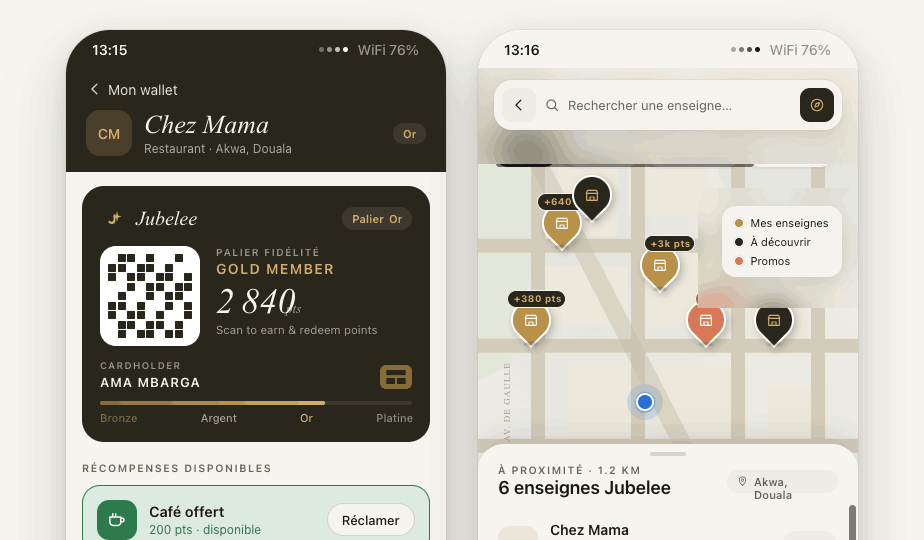 13:15
WiFi 76%
Mon wallet
CM
Chez Mama
Restaurant · Akwa, Douala
Or
Jubelee
Palier Or
PALIER FIDÉLITÉ
GOLD MEMBER
2 840 pts
Scan to earn & redeem points
CARDHOLDER
AMA MBARGA
Bronze
Argent
Or
Platine
RÉCOMPENSES DISPONIBLES
Café offert
200 pts · disponible
Réclamer
13:16
WiFi 76%
Rechercher une enseigne...
+640
+3k pts
+380 pts
Mes enseignes
À découvrir
Promos
AV. DE GAULLE
À PROXIMITÉ · 1.2 KM
6 enseignes Jubelee
Akwa,
Douala
Chez Mama